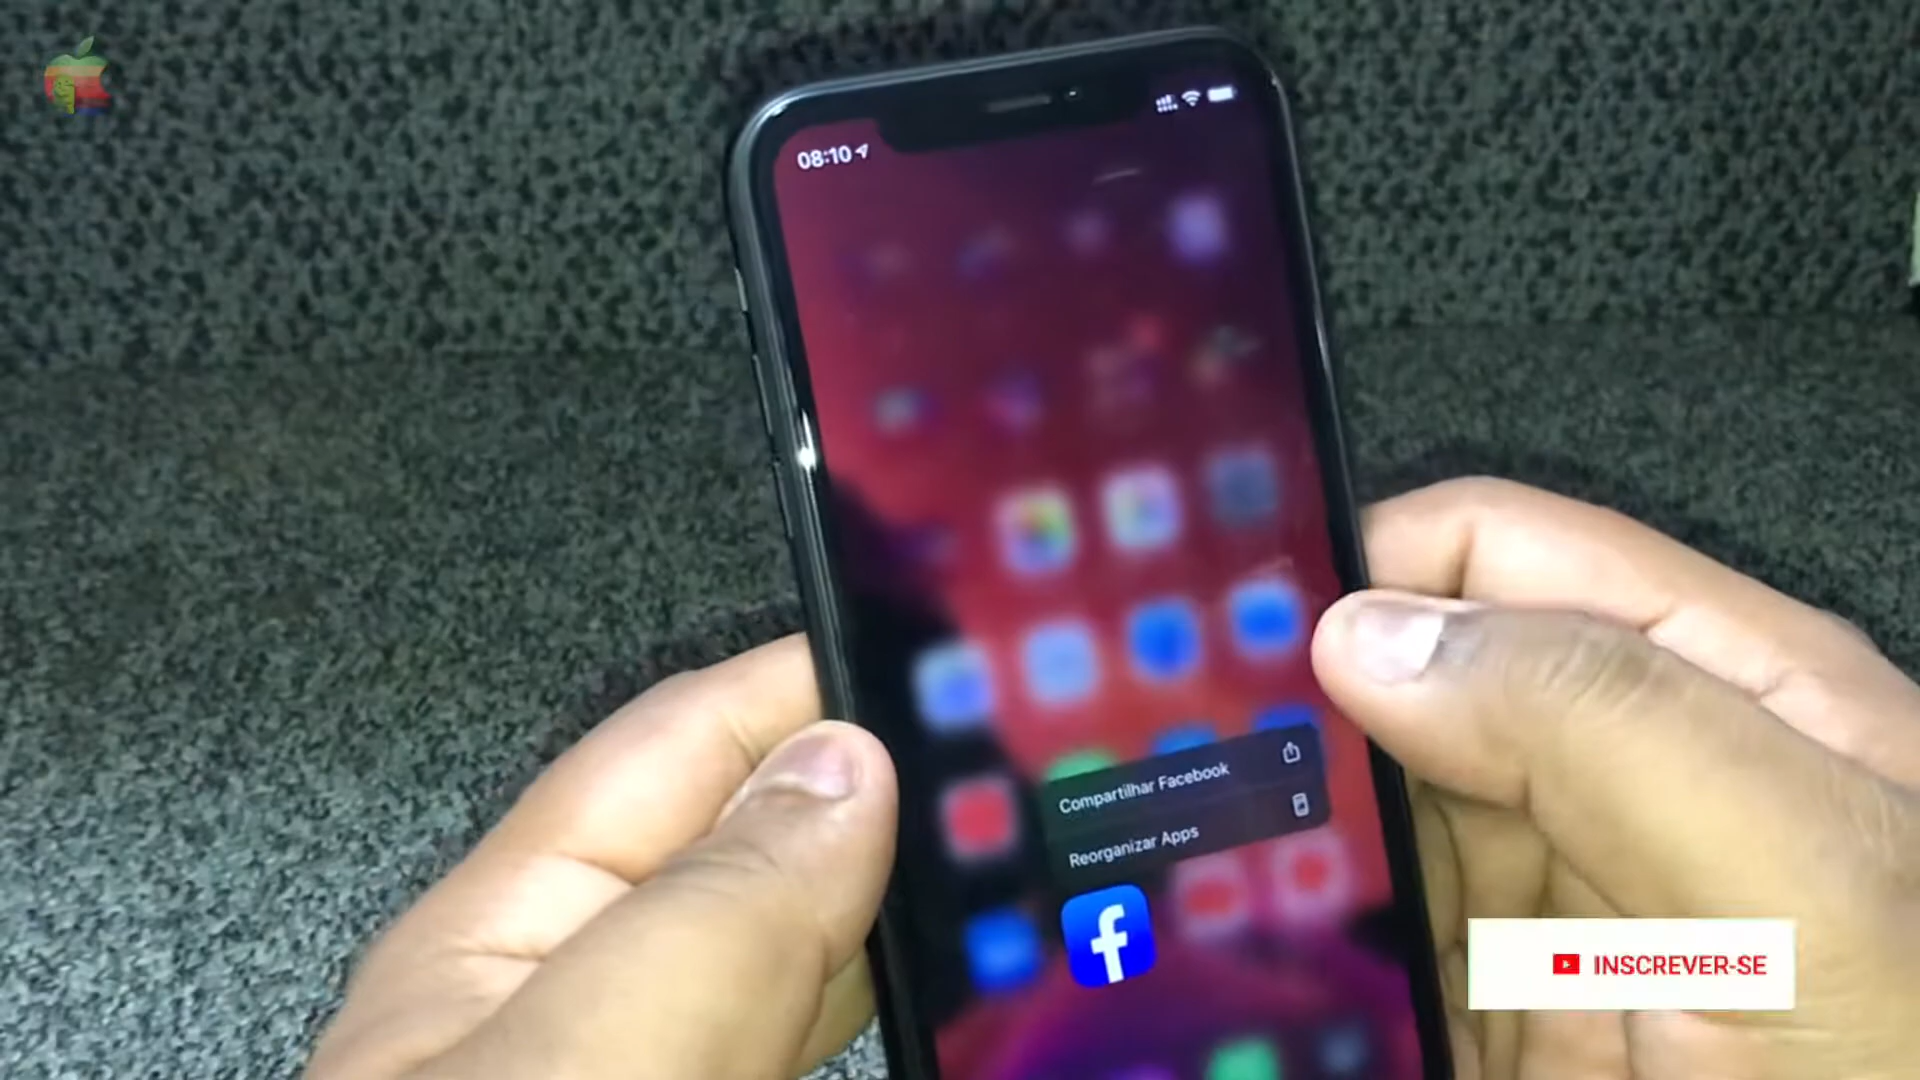 08:10
Compartilhar Facebook
Reorganizar Apps
f
INSCREVER-SE